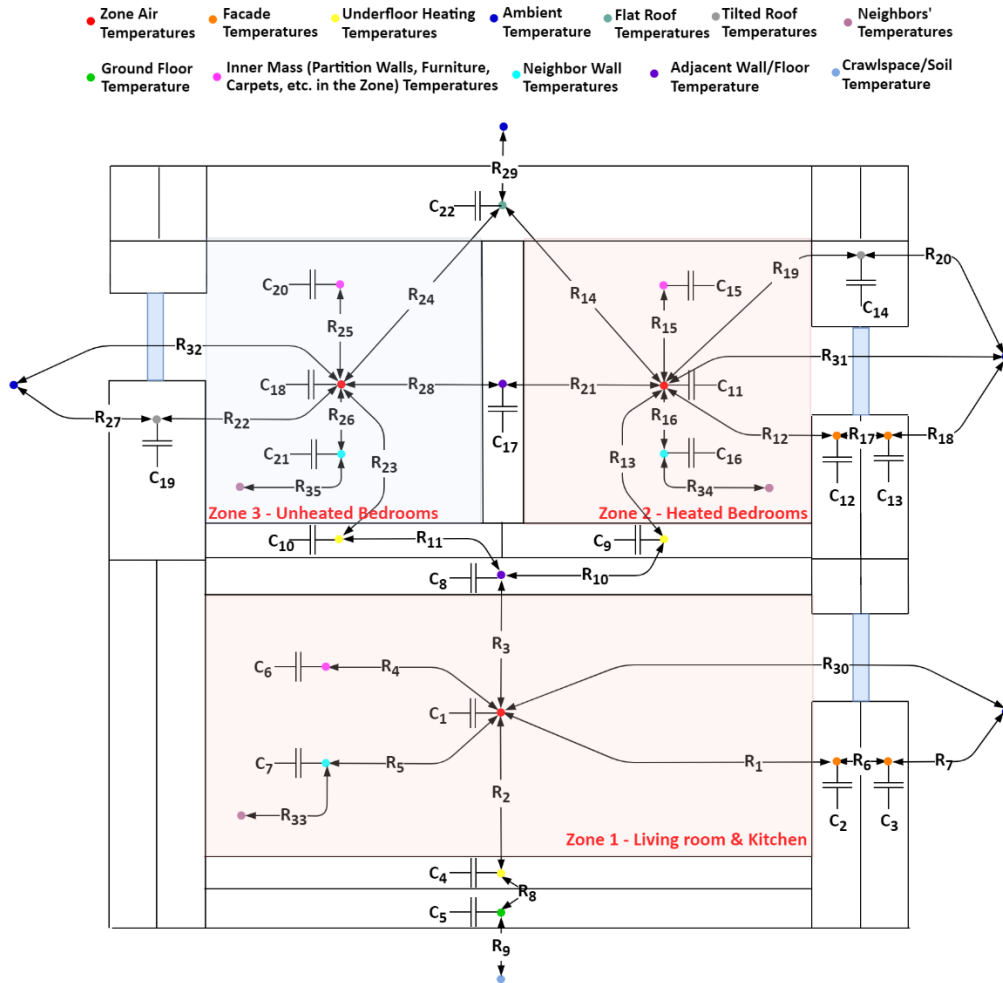 Zone Air Temperatures
Facade Temperatures
Underfloor Heating Temperatures
Ambient Temperature
Flat Roof Temperature
Tilted Roof Temperatures
Neighbors' Temperatures
Ground Floor Temperature
Inner Mass (Partition Walls, Furniture, Carpets, etc. in the Zone) Temperatures
Neighbor Wall Temperatures
Adjacent Wall/Floor Temperature
Crawlspace/Soil Temperature
R29
C22
C20
R24
R25
R14
R19
C15
R15
C14
R20
R32
R31
C18
R28
R21
C11
R27
R22
R26
R16
R12
R17
R18
C19
C21
R23
C17
R13
C16
C12
C13
R35
R34
Zone 3 - Unheated Bedrooms
Zone 2 - Heated Bedrooms
C10
R11
C9
C8
R10
R3
C6
R4
R30
C1
C7
R5
R2
R1
R6
R7
R33
C2
C3
Zone 1 - Living room & Kitchen
C4
R8
C5
R9